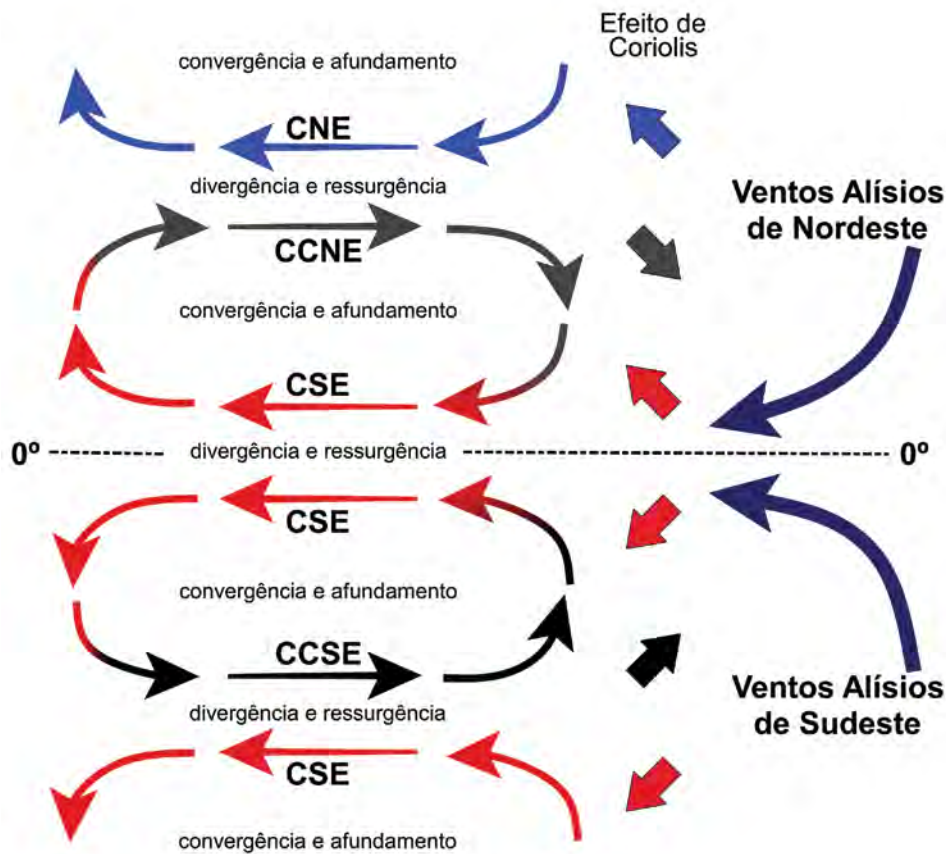 Efeito de
Coriolis
convergência e afundamento
CNE
divergência e ressurgência
Ventos Alísios
de Nordeste
CCNE
convergência e afundamento
CSE
0º
divergência e ressurgência
0º
CSE
convergência e afundamento
CCSE
Ventos Alísios
de Sudeste
divergência e ressurgência
CSE
convergência e afundamento